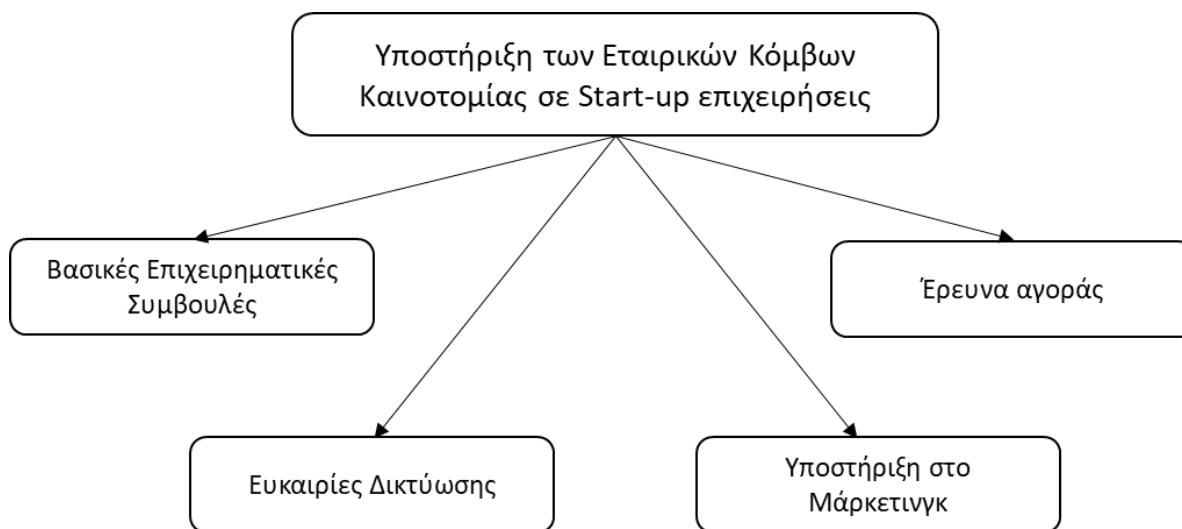 Υποστήριξη των Εταιρικών Κόμβων
Καινοτομίας σε Start-up επιχειρήσεις
Βασικές Επιχειρηματικές
Συμβουλές
Έρευνα αγοράς
Ευκαιρίες Δικτύωσης
Υποστήριξη στο
Μάρκετινγκ